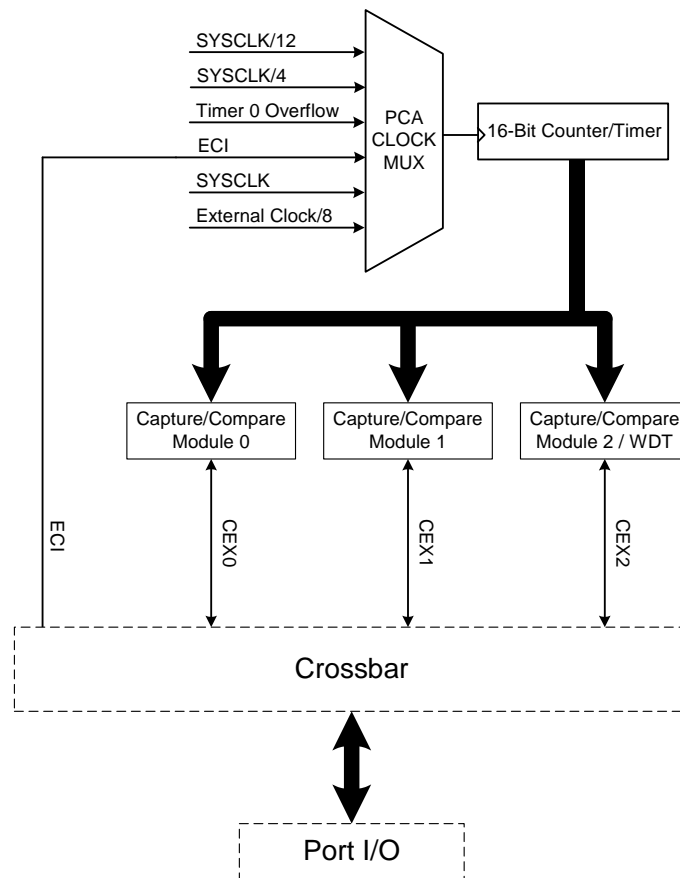 SYSCLK/12
SYSCLK/4
Timer 0 Overflow
ECI
SYSCLK
External Clock/8
PCA
CLOCK
MUX
16-Bit Counter/Timer
Capture/Compare
Module 0
Capture/Compare
Module 1
Capture/Compare
Module 2 / WDT
ECI
CEX0
CEX1
CEX2
Crossbar
Port I/O